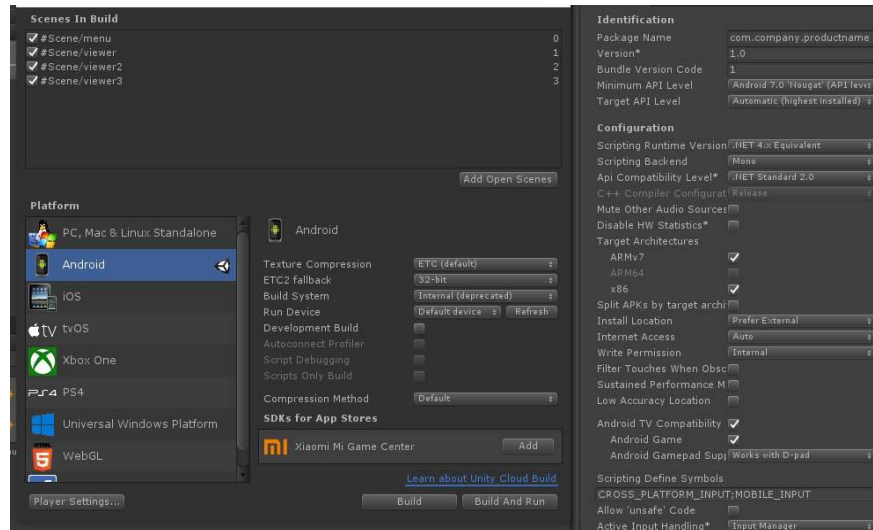 Scenes In Build
#Scene/menu 0
#Scene/viewer 1
#Scene/viewer2 2
#Scene/viewer3 3
Add Open Scenes
Platform
PC, Mac & Linux Standalone
Android
iOS
tv tvOS
Xbox One
PS4 PS4
Universal Windows Platform
WebGL
Player Settings...
Android
Texture Compression ETC (default)
ETC2 fallback 32-bit
Build System Internal (deprecated)
Run Device Default device Refresh
Development Build
Autoconnect Profiler
Script Debugging
Scripts Only Build
Compression Method Default
SDKs for App Stores
Xiaomi Mi Game Center Add
Learn about Unity Cloud Build
Build Build And Run
Identification
Package Name com.company.productname
Version* 1.0
Bundle Version Code 1
Minimum API Level Android 7.0 'Nougat' (API leve
Target API Level Automatic (highest installed)
Configuration
Scripting Runtime Version .NET 4.x Equivalent
Scripting Backend Mono
Api Compatibility Level* .NET Standard 2.0
C++ Compiler Configurat Release
Mute Other Audio Sources
Disable HW Statistics*
Target Architectures
ARMv7
ARM64
x86
Split APKs by target archi
Install Location Prefer External
Internet Access Auto
Write Permission Internal
Filter Touches When Obsc
Sustained Performance M
Low Accuracy Location
Android TV Compatibility
Android Game
Android Gamepad Supp Works with D-pad
Scripting Define Symbols
CROSS_PLATFORM_INPUT;MOBILE_INPUT
Allow 'unsafe' Code
Active Input Handling* Input Manager